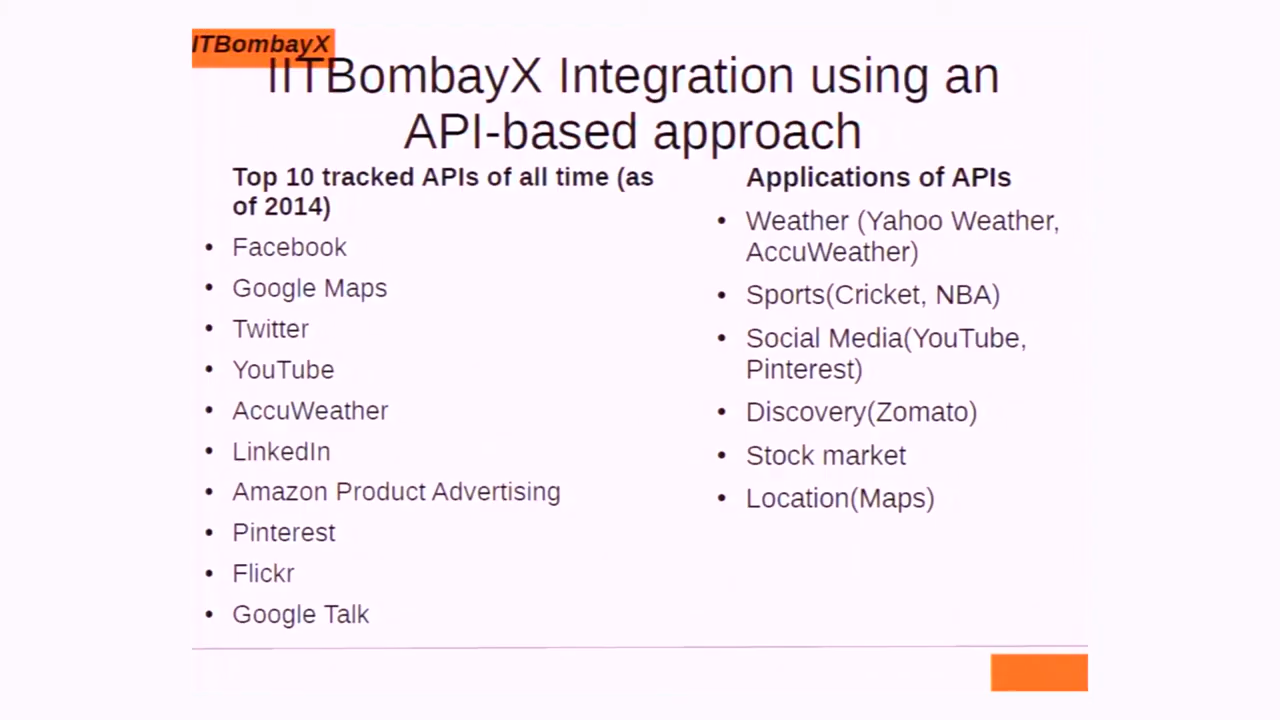 ITBombayX
IITBombayX Integration using an
API-based approach
Top 10 tracked APIs of all time (as
of 2014)
• Facebook
• Google Maps
• Twitter
• YouTube
• AccuWeather
• LinkedIn
• Amazon Product Advertising
• Pinterest
• Flickr
• Google Talk
Applications of APIs
• Weather (Yahoo Weather,
AccuWeather)
• Sports(Cricket, NBA)
• Social Media(YouTube,
Pinterest)
• Discovery(Zomato)
• Stock market
• Location(Maps)